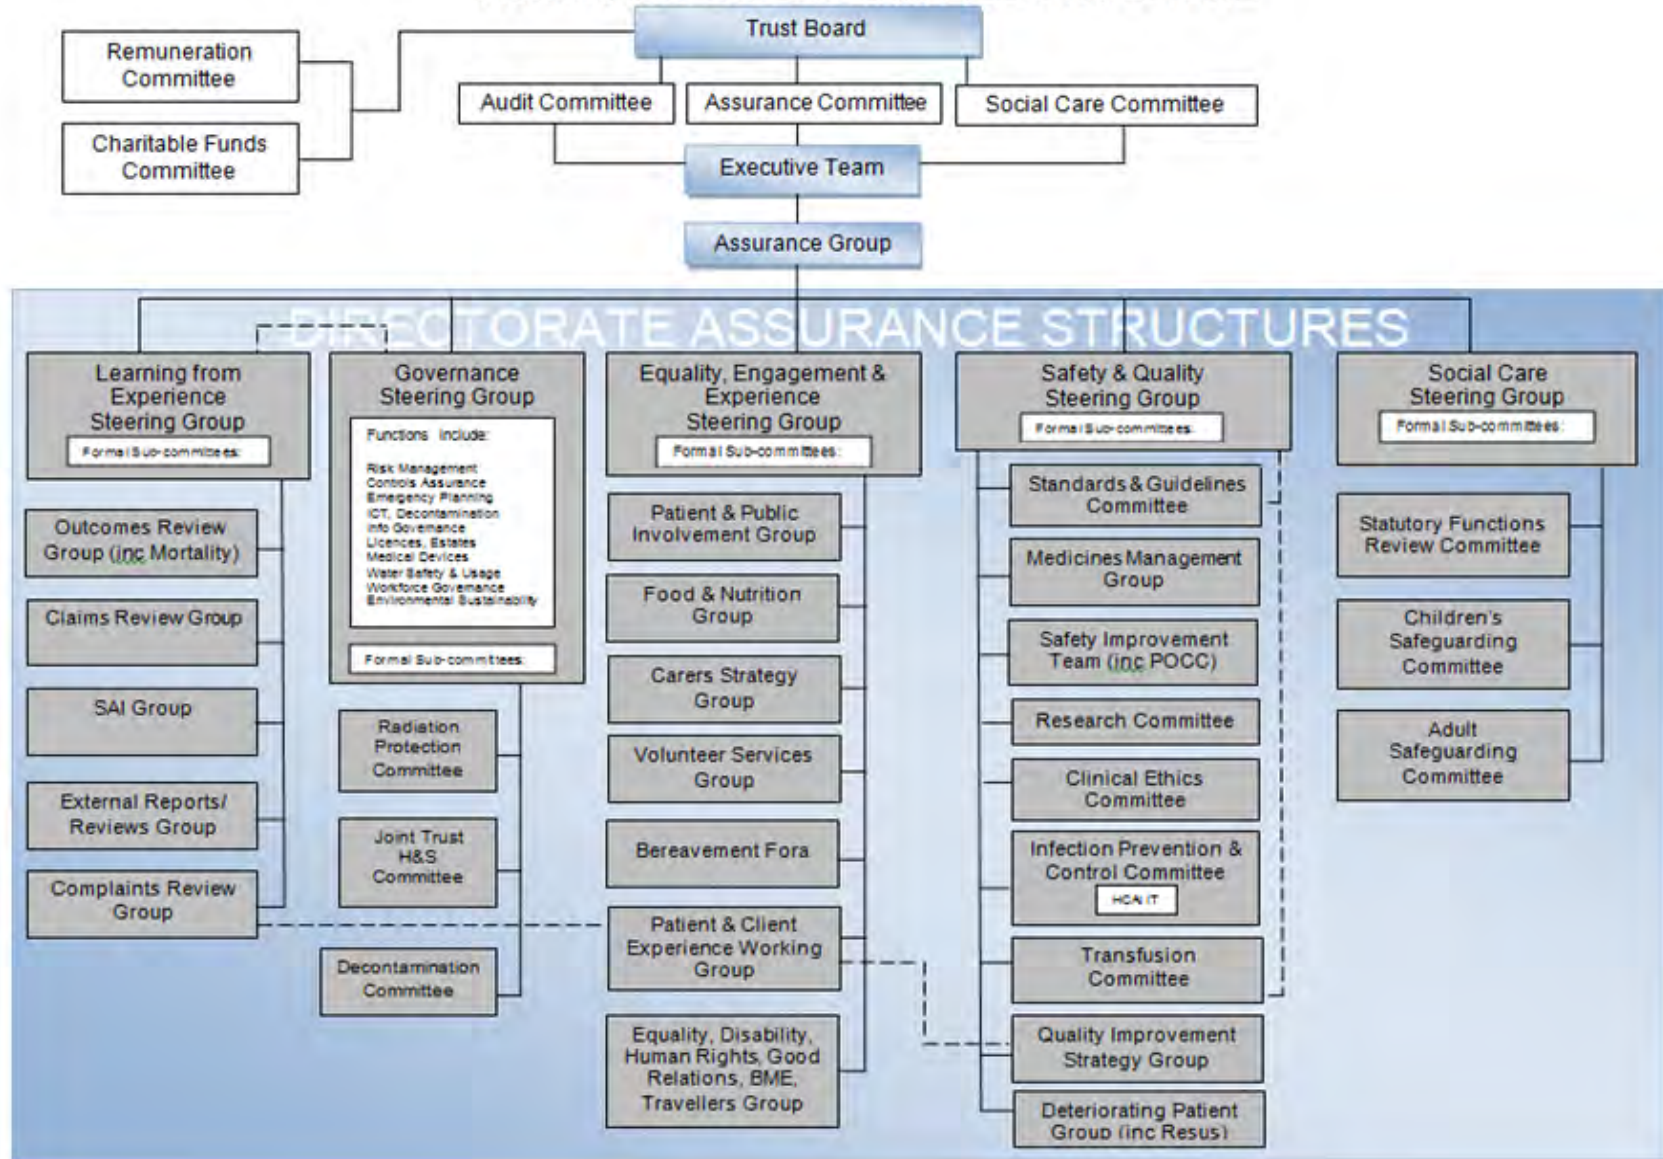 Trust Board
Remuneration
Committee
Charitable Funds
Committee
Audit Committee
Assurance Committee
Social Care Committee
Executive Team
Assurance Group
DIRECTORATE ASSURANCE STRUCTURES
Learning from
Experience
Steering Group
Formal Sub-committees:
Outcomes Review
Group (inc Mortality)
Claims Review Group
SAI Group
External Reports/
Reviews Group
Complaints Review
Group
Governance
Steering Group
Functions include:
Risk Management
Controls Assurance
Emergency Planning
ICT, Decontamination
Info Governance
Licences, Estates
Medical Devices
Water Safety & Usage
Workforce Governance
Environmental Sustainability
Formal Sub-committees:
Radiation
Protection
Committee
Joint Trust
H&S
Committee
Decontamination
Committee
Equality, Engagement &
Experience
Steering Group
Formal Sub-committees:
Patient & Public
Involvement Group
Food & Nutrition
Group
Carers Strategy
Group
Volunteer Services
Group
Bereavement Fora
Patient & Client
Experience Working
Group
Equality, Disability,
Human Rights, Good
Relations, BME,
Travellers Group
Safety & Quality
Steering Group
Formal Sub-committees:
Standards & Guidelines
Committee
Medicines Management
Group
Safety Improvement
Team (inc POCC)
Research Committee
Clinical Ethics
Committee
Infection Prevention &
Control Committee
HCAI IT
Transfusion
Committee
Quality Improvement
Strategy Group
Deteriorating Patient
Group (inc Resus)
Social Care
Steering Group
Formal Sub-committees:
Statutory Functions
Review Committee
Children's
Safeguarding
Committee
Adult
Safeguarding
Committee